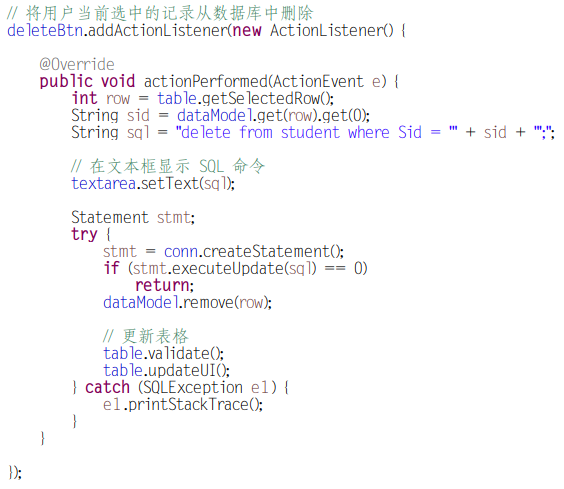 // 将用户当前选中的记录从数据库中删除
deleteBtn.addActionListener(new ActionListener() {
@Override
public void actionPerformed(ActionEvent e) {
int row = table.getSelectedRow();
String sid = dataModel.get(row).get(0);
String sql = "delete from student where Sid = '" + sid + "';";
// 在文本框显示 SQL 命令
textarea.setText(sql);
Statement stmt;
try {
stmt = conn.createStatement();
if (stmt.executeUpdate(sql) == 0)
return;
dataModel.remove(row);
// 更新表格
table.validate();
table.updateUI();
} catch (SQLException e1) {
e1.printStackTrace();
}
}
});